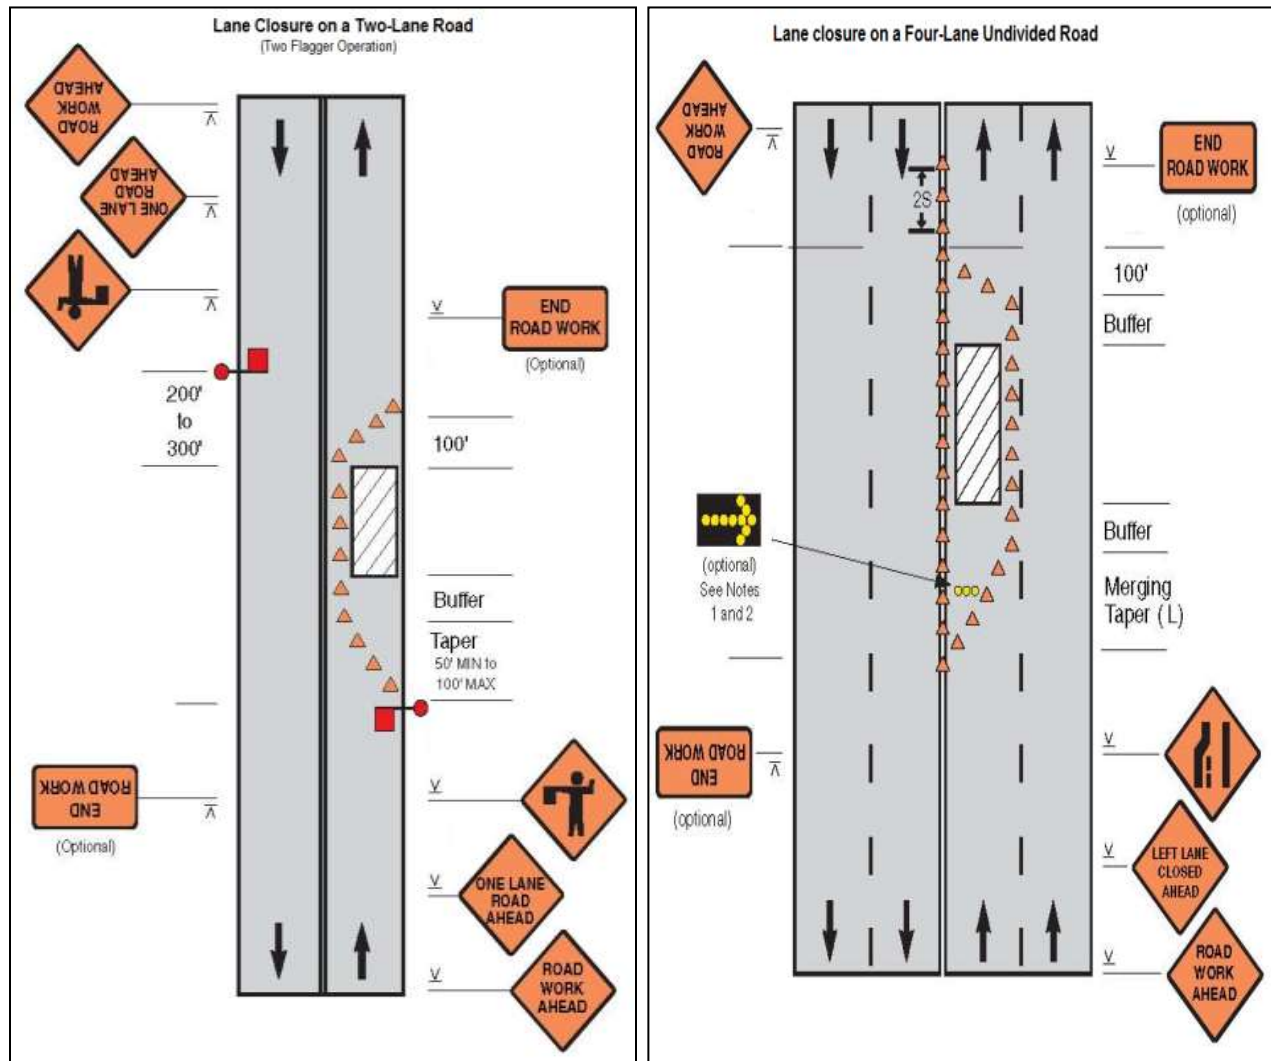 Lane Closure on a Two-Lane Road
(Two Flagger Operation)
ROAD
WORK
AHEAD
ONE LANE
ROAD
AHEAD
END
ROAD WORK
(Optional)
200'
to
300'
100'
Buffer
Taper
50' MIN to
100' MAX
END
ROAD WORK
(Optional)
ONE LANE
ROAD
AHEAD
ROAD
WORK
AHEAD
Lane closure on a Four-Lane Undivided Road
ROAD
WORK
AHEAD
END
ROAD WORK
(optional)
2S
100'
Buffer
(optional)
See Notes
1 and 2
Buffer
Merging
Taper (L)
END
ROAD WORK
(optional)
LEFT LANE
CLOSED
AHEAD
ROAD
WORK
AHEAD